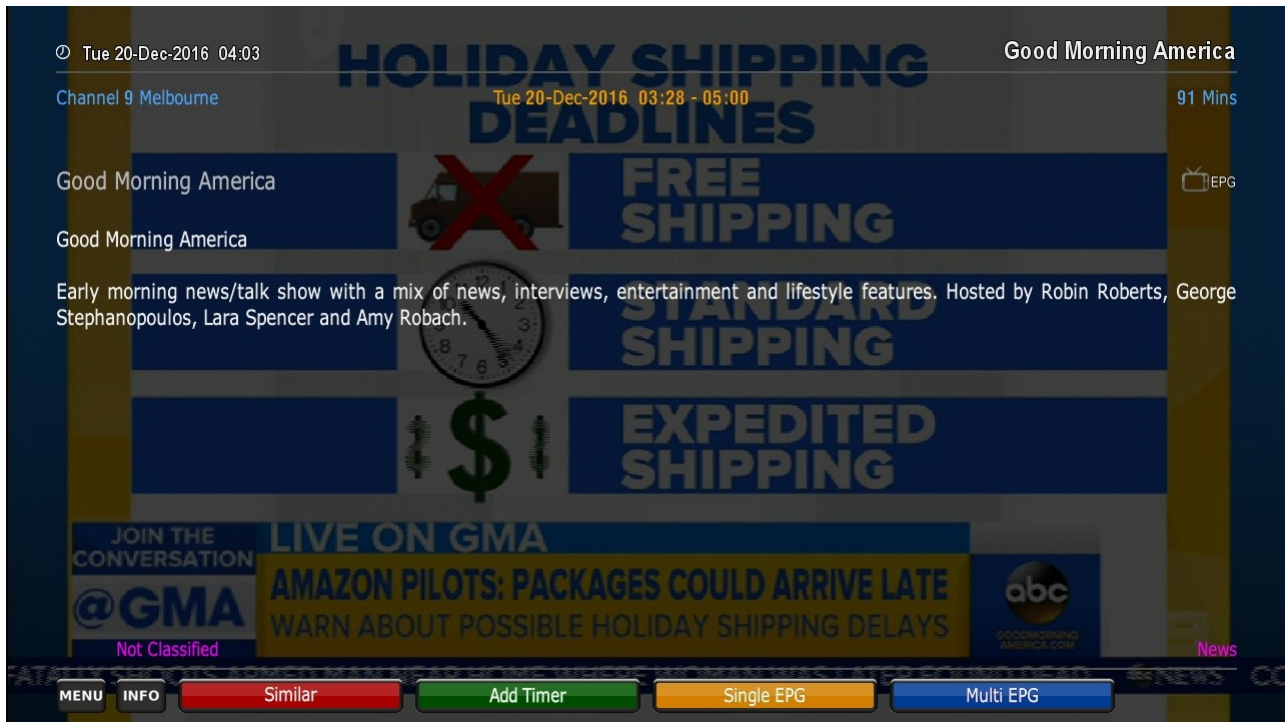 Tue 20-Dec-2016 04:03
Good Morning America
HOLIDAY SHIPPING
DEADLINES
Channel 9 Melbourne
Tue 20-Dec-2016 03:28 - 05:00
91 Mins
Good Morning America
EPG
FREE
SHIPPING
Good Morning America
Early morning news/talk show with a mix of news, interviews, entertainment and lifestyle features. Hosted by Robin Roberts, George
Stephanopoulos, Lara Spencer and Amy Robach.
STANDARD
SHIPPING
EXPEDITED
SHIPPING
JOIN THE
CONVERSATION
@GMA
LIVE ON GMA
AMAZON PILOTS: PACKAGES COULD ARRIVE LATE
WARN ABOUT POSSIBLE HOLIDAY SHIPPING DELAYS
abc
GOODMORNING
AMERICA.COM
Not Classified
News
NEWS
MENU
INFO
Similar
Add Timer
Single EPG
Multi EPG